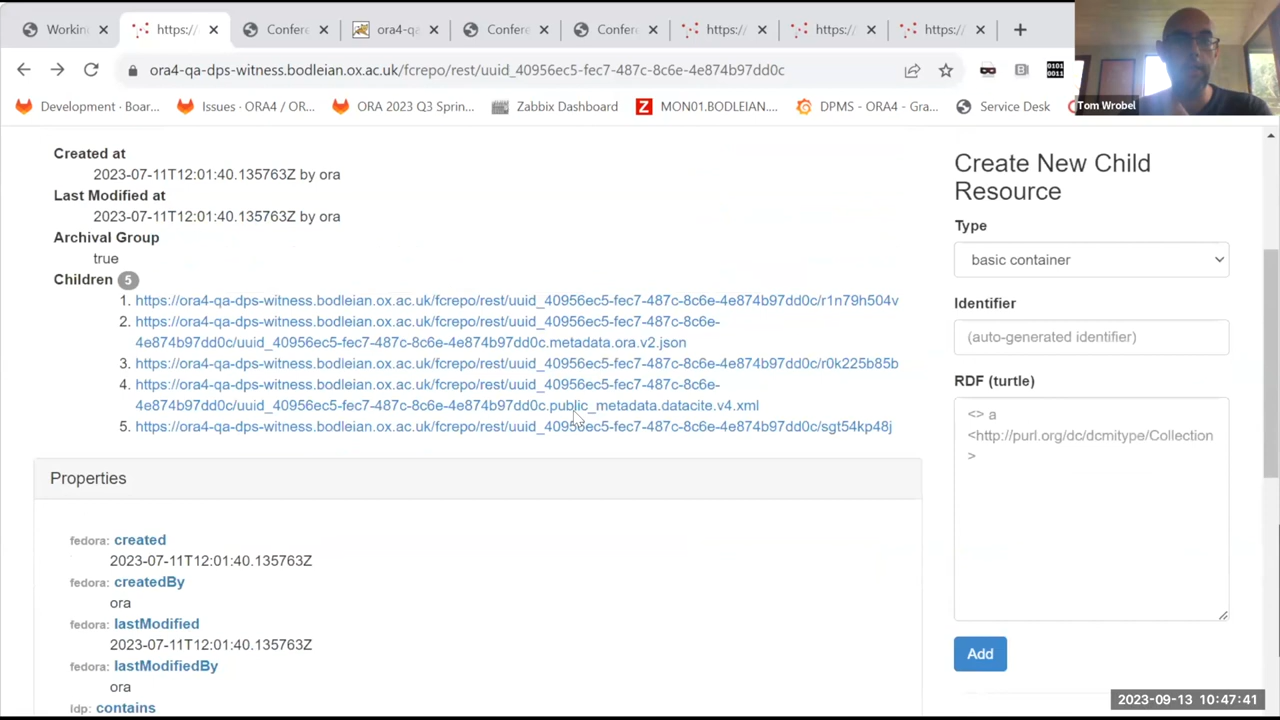 Working
https:/
Confere
ora4-qa
Confere
Confere
https:/
https:/
https:/
ora4-qa-dps-witness.bodleian.ox.ac.uk/fcrepo/rest/uuid_40956ec5-fec7-487c-8c6e-4e874b97dd0c
Development : Boar...
Issues · ORA4 / OR...
ORA 2023 Q3 Sprin...
Zabbix Dashboard
MON01.BODLEIAN....
DPMS - ORA4 - Gra...
Service Desk
Tom Wrobel
Created at
2023-07-11T12:01:40.135763Z by ora
Last Modified at
2023-07-11T12:01:40.135763Z by ora
Archival Group
true
Children 5
1. https://ora4-qa-dps-witness.bodleian.ox.ac.uk/fcrepo/rest/uuid_40956ec5-fec7-487c-8c6e-4e874b97dd0c/r1n79h504v
2. https://ora4-qa-dps-witness.bodleian.ox.ac.uk/fcrepo/rest/uuid_40956ec5-fec7-487c-8c6e-
4e874b97dd0c/uuid_40956ec5-fec7-487c-8c6e-4e874b97dd0c.metadata.ora.v2.json
3. https://ora4-qa-dps-witness.bodleian.ox.ac.uk/fcrepo/rest/uuid_40956ec5-fec7-487c-8c6e-4e874b97dd0c/r0k225b85b
4. https://ora4-qa-dps-witness.bodleian.ox.ac.uk/fcrepo/rest/uuid_40956ec5-fec7-487c-8c6e-
4e874b97dd0c/uuid_40956ec5-fec7-487c-8c6e-4e874b97dd0c.public_metadata.datacite.v4.xml
5. https://ora4-qa-dps-witness.bodleian.ox.ac.uk/fcrepo/rest/uuid_40956ec5-fec7-487c-8c6e-4e874b97dd0c/sgt54kp48j
Properties
fedora: created
2023-07-11T12:01:40.135763Z
fedora: createdBy
ora
fedora: lastModified
2023-07-11T12:01:40.135763Z
fedora: lastModifiedBy
ora
ldp: contains
Create New Child
Resource
Type
basic container
Identifier
(auto-generated identifier)
RDF (turtle)
<> a
<http://purl.org/dc/dcmitype/Collection
>
Add
2023-09-13 10:47:41